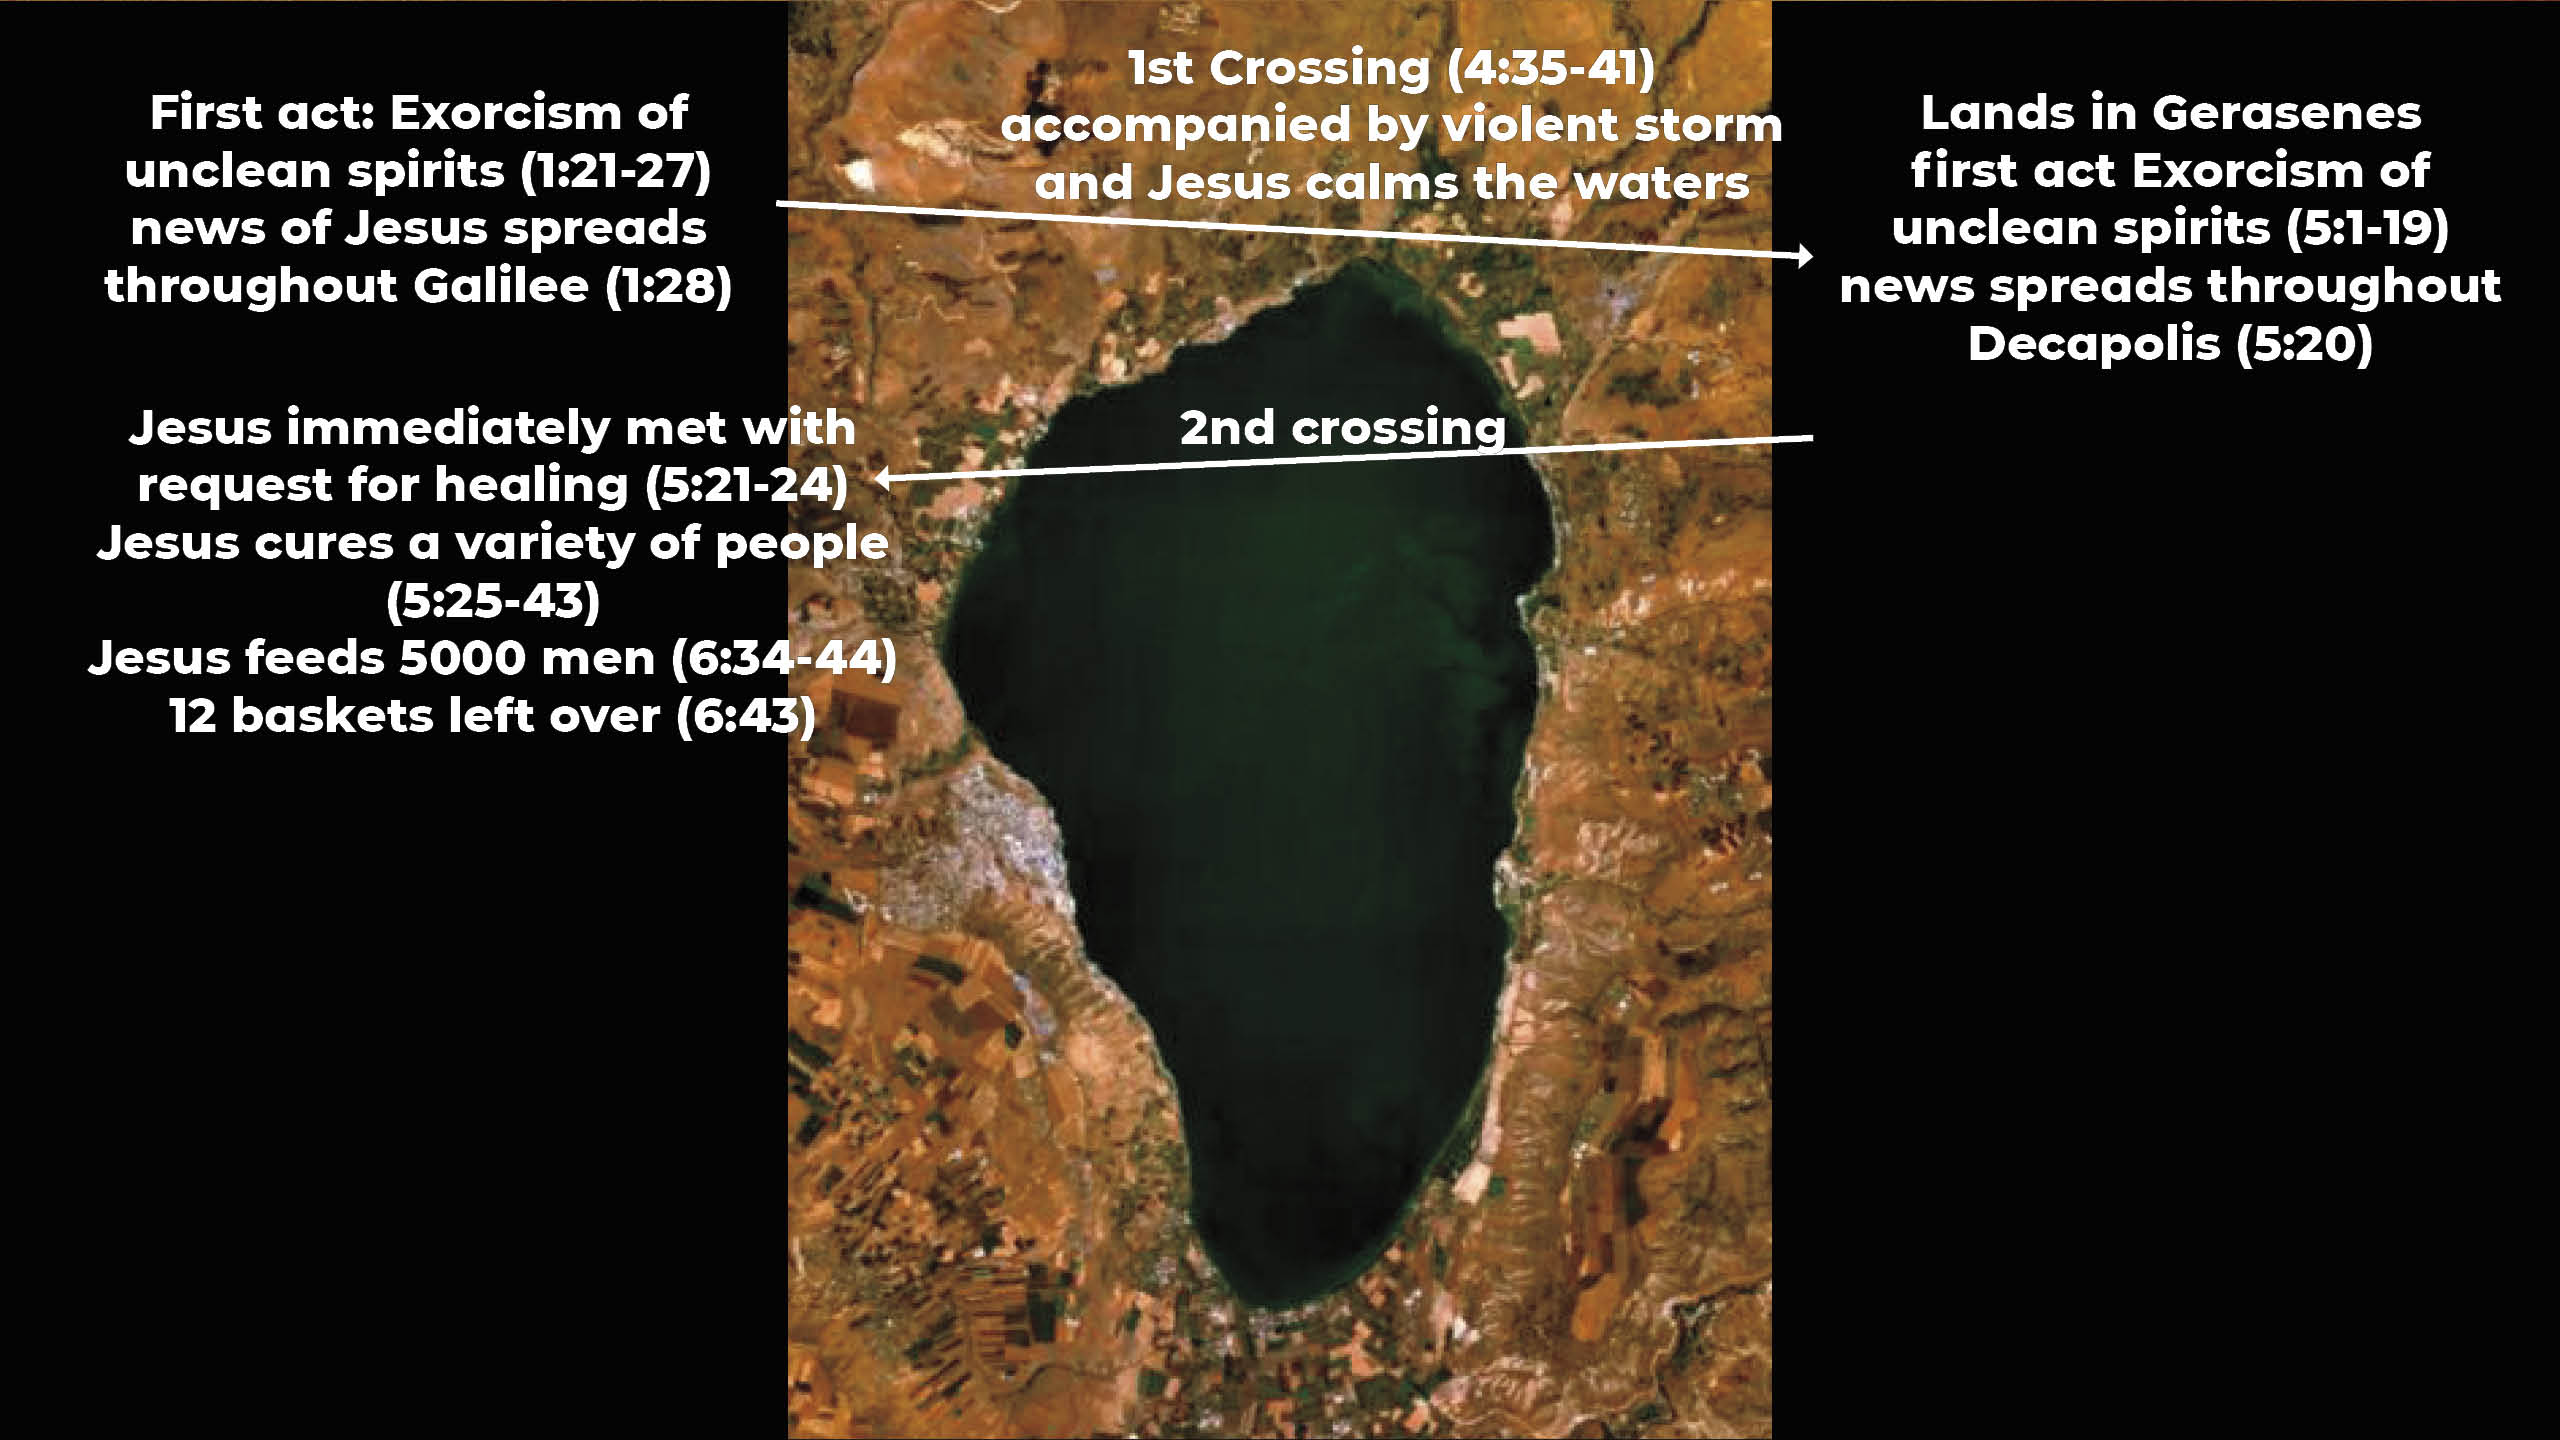 First act: Exorcism of
unclean spirits (1:21-27)
news of Jesus spreads
throughout Galilee (1:28)
1st Crossing (4:35-41)
accompanied by violent storm
and Jesus calms the waters
Lands in Gerasenes
first act Exorcism of
unclean spirits (5:1-19)
news spreads throughout
Decapolis (5:20)
2nd crossing
Jesus immediately met with
request for healing (5:21-24)
Jesus cures a variety of people
(5:25-43)
Jesus feeds 5000 men (6:34-44)
12 baskets left over (6:43)